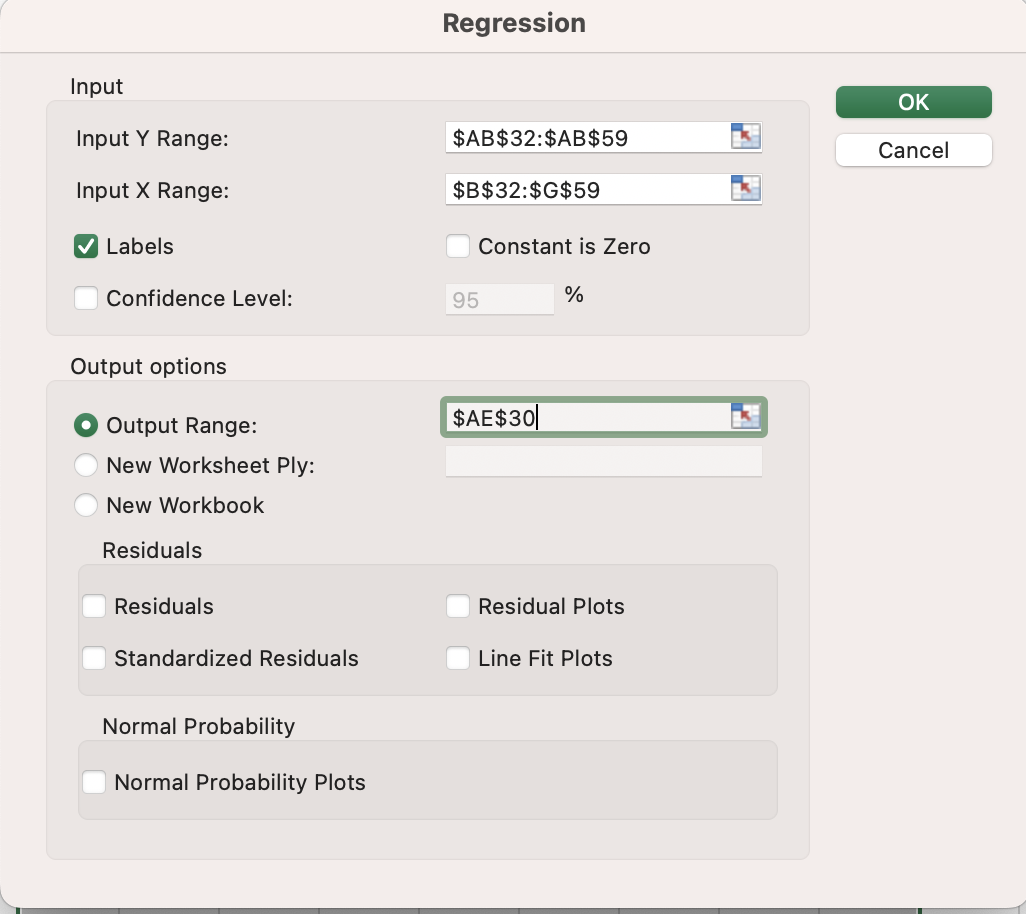 Regression
Input
OK
Input Y Range: $AB$32:$AB$59
Cancel
Input X Range: $B$32:$G$59
Labels Constant is Zero
Confidence Level: 95 %
Output options
Output Range: $AE$30
New Worksheet Ply:
New Workbook
Residuals
Residuals Residual Plots
Standardized Residuals Line Fit Plots
Normal Probability
Normal Probability Plots